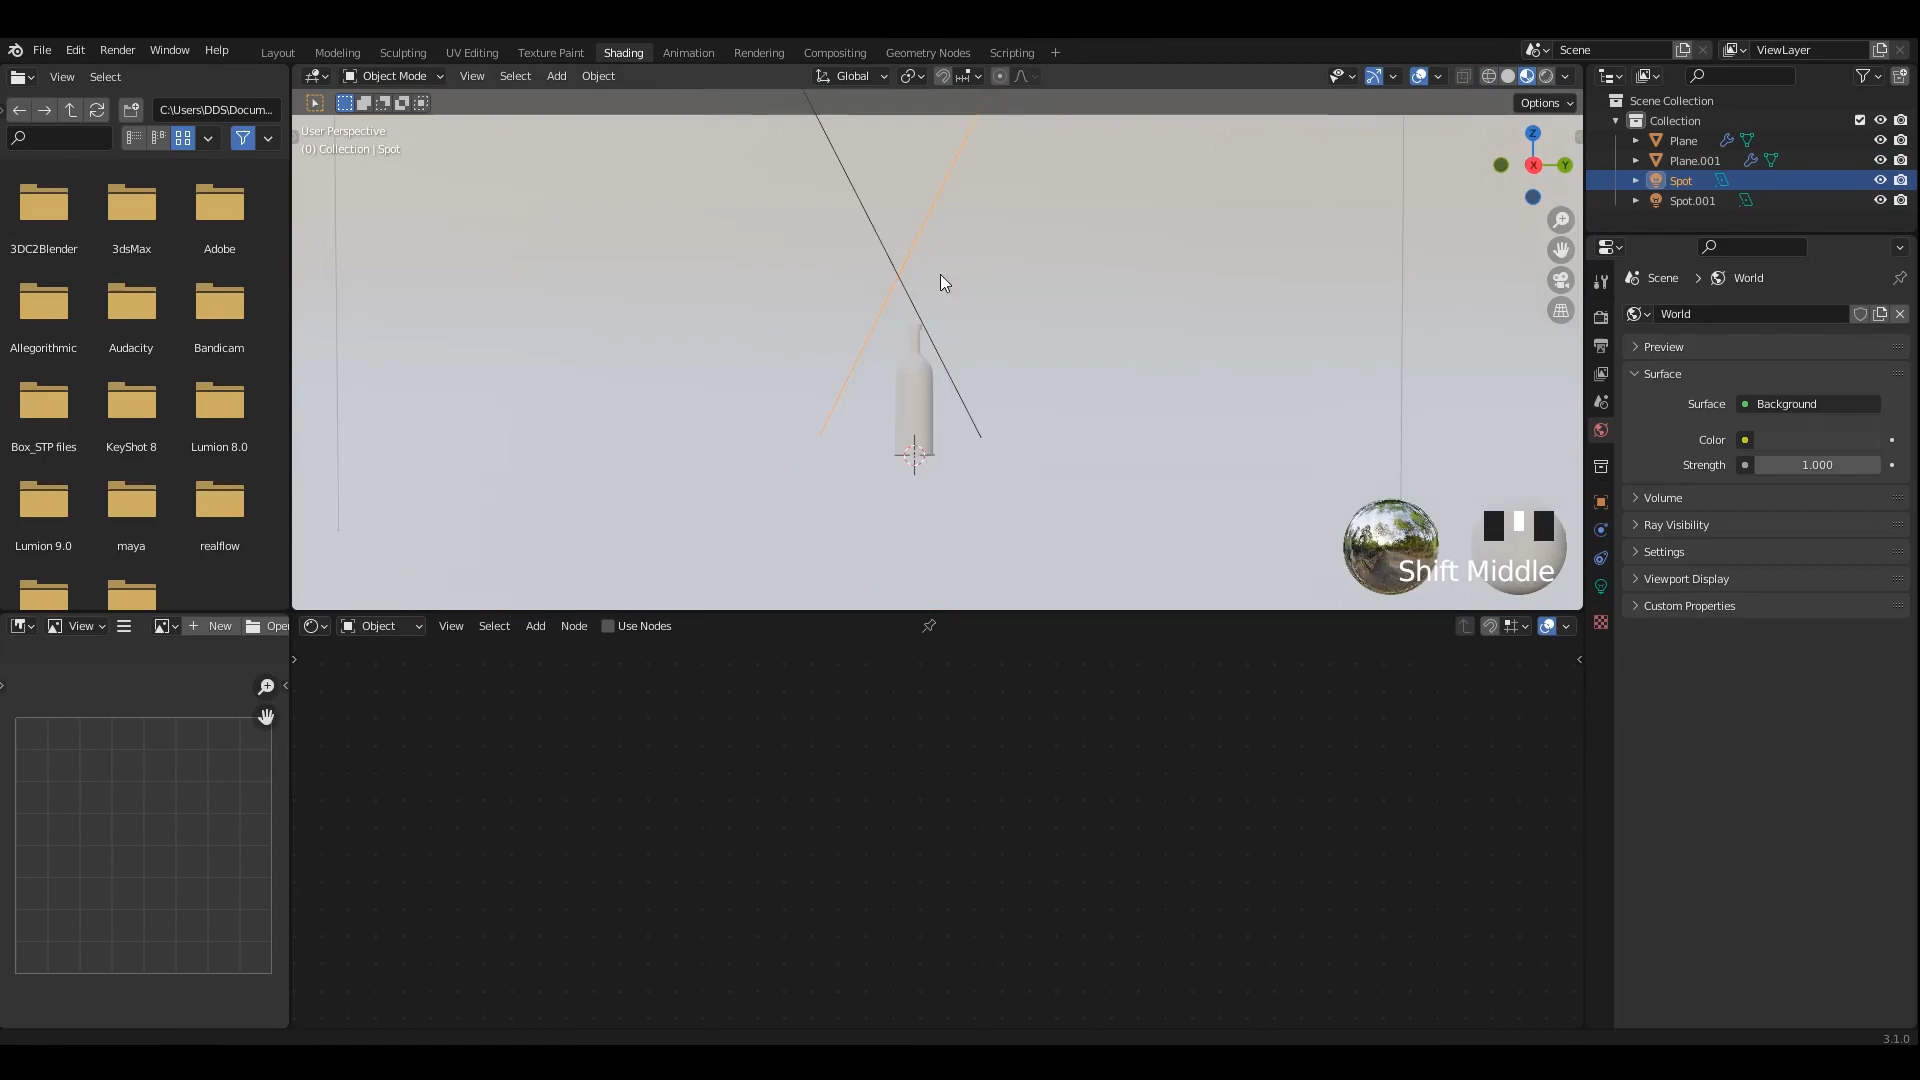 File Edit Render Window Help
Layout Modeling Sculpting UV Editing Texture Paint Shading Animation Rendering Compositing Geometry Nodes Scripting +
Scene ViewLayer
View Select
Object Mode View Select Add Object Global
C:\Users\DDS\Docum...
Options
User Perspective
(0) Collection | Spot
Z
X
Y
3DC2Blender 3dsMax Adobe
Allegorithmic Audacity Bandicam
Box_STP files KeyShot 8 Lumion 8.0
Lumion 9.0 maya realflow
Shift Middle
View New Open
Object View Select Add Node Use Nodes
Scene Collection
Collection
Plane
Plane.001
Spot
Spot.001
Scene > World
World
Preview
Surface
Surface Background
Color
Strength 1.000
Volume
Ray Visibility
Settings
Viewport Display
Custom Properties
3.1.0